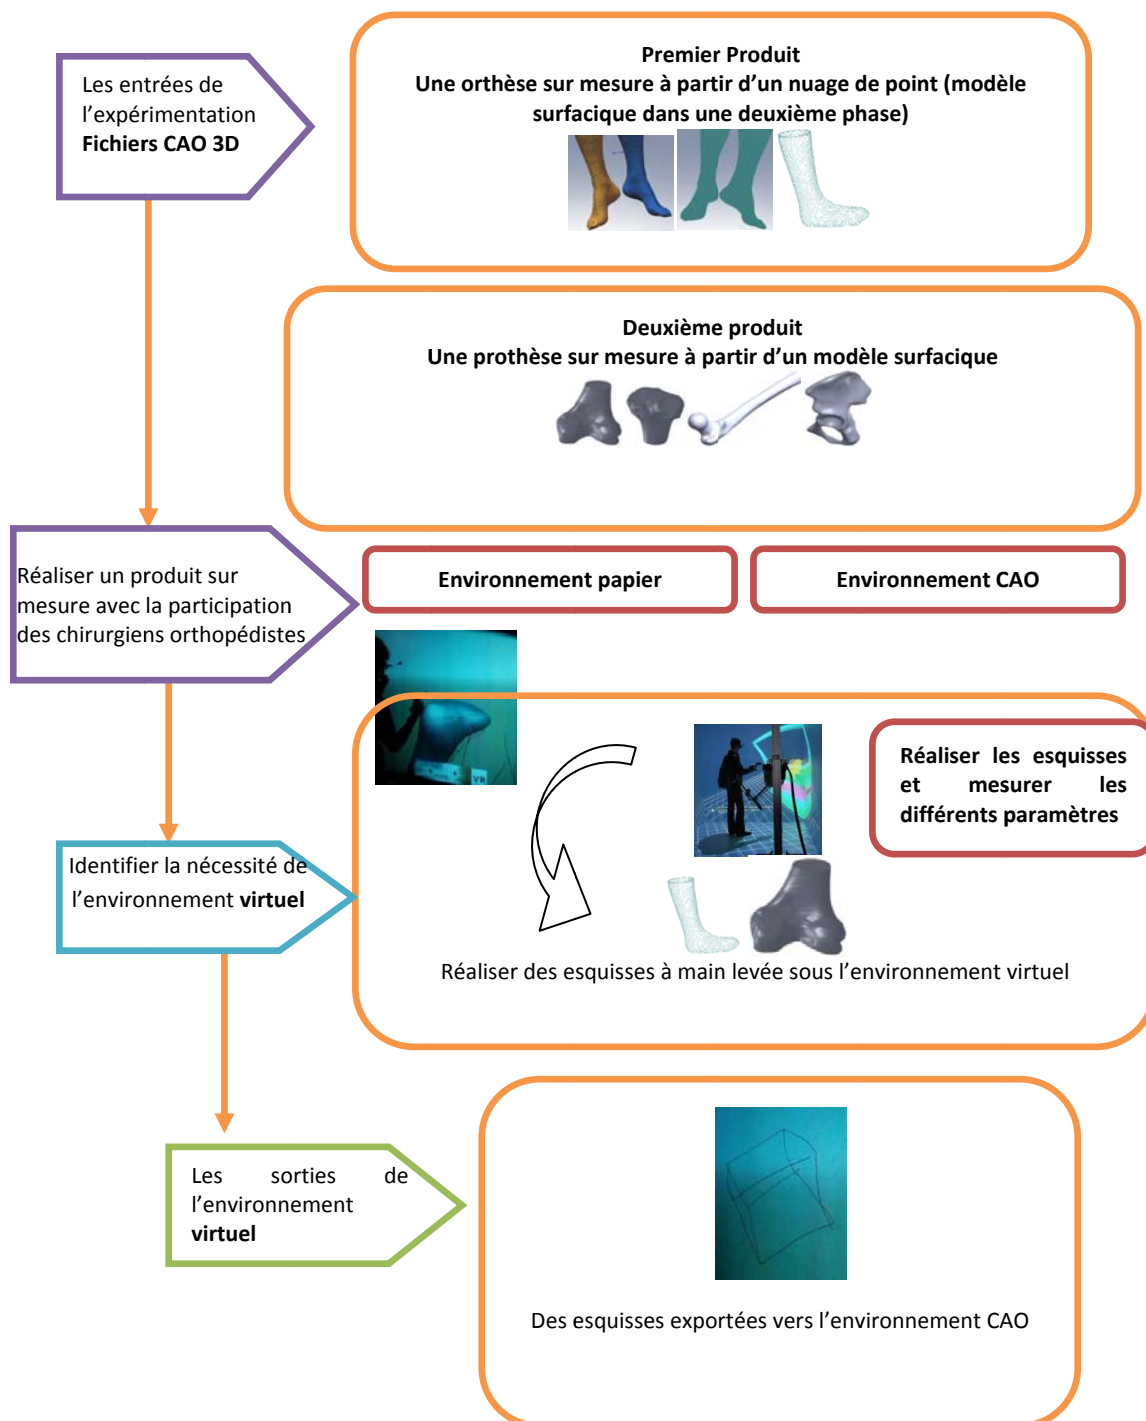 Les entrées de
l’expérimentation
Fichiers CAO 3D
Premier Produit
Une orthèse sur mesure à partir d’un nuage de point (modèle
surfacique dans une deuxième phase)
Deuxième produit
Une prothèse sur mesure à partir d’un modèle surfacique
Réaliser un produit sur
mesure avec la participation
des chirurgiens orthopédistes
Environnement papier
Environnement CAO
Réaliser les esquisses
et mesurer les
différents paramètres
Identifier la nécessité de
l’environnement virtuel
Réaliser des esquisses à main levée sous l’environnement virtuel
Les sorties de
l’environnement
virtuel
Des esquisses exportées vers l’environnement CAO